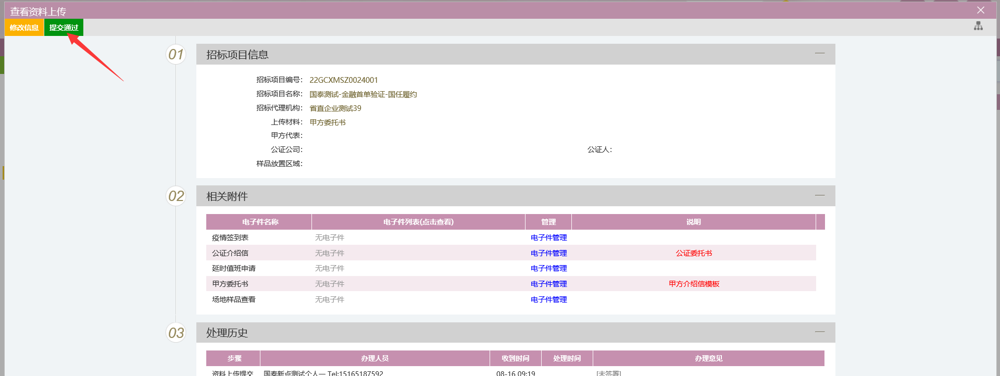 查看资料上传
修改信息 提交通过
01 招标项目信息
招标项目编号： 22GCXMSZ0024001
招标项目名称： 国泰测试-金融首单验证-国任履约
招标代理机构： 省直企业测试39
上传材料： 甲方委托书
甲方代表：
公证公司： 公证人：
样品放置区域：
02 相关附件
电子件名称 电子件列表(点击查看) 管理 说明
疫情签到表 无电子件 电子件管理
公证介绍信 无电子件 电子件管理 公证委托书
延时值班申请 无电子件 电子件管理
甲方委托书 无电子件 电子件管理 甲方介绍信模板
场地样品查看 无电子件 电子件管理
03 处理历史
步骤 办理人员 收到时间 处理时间 办理意见
资料上传提交 国泰新点测试个人一 Tel:15165187592 08-16 09:19 [未签署]